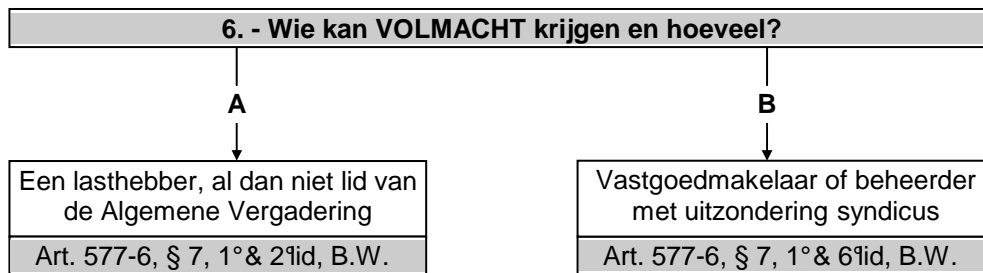 6. - Wie kan VOLMACHT krijgen en hoeveel?
A
B
Een lasthebber, al dan niet lid van
de Algemene Vergadering
Art. 577-6, § 7, 1°& 2°lid, B.W.
Vastgoedmakelaar of beheerder
met uitzondering syndicus
Art. 577-6, § 7, 1°& 6°lid, B.W.